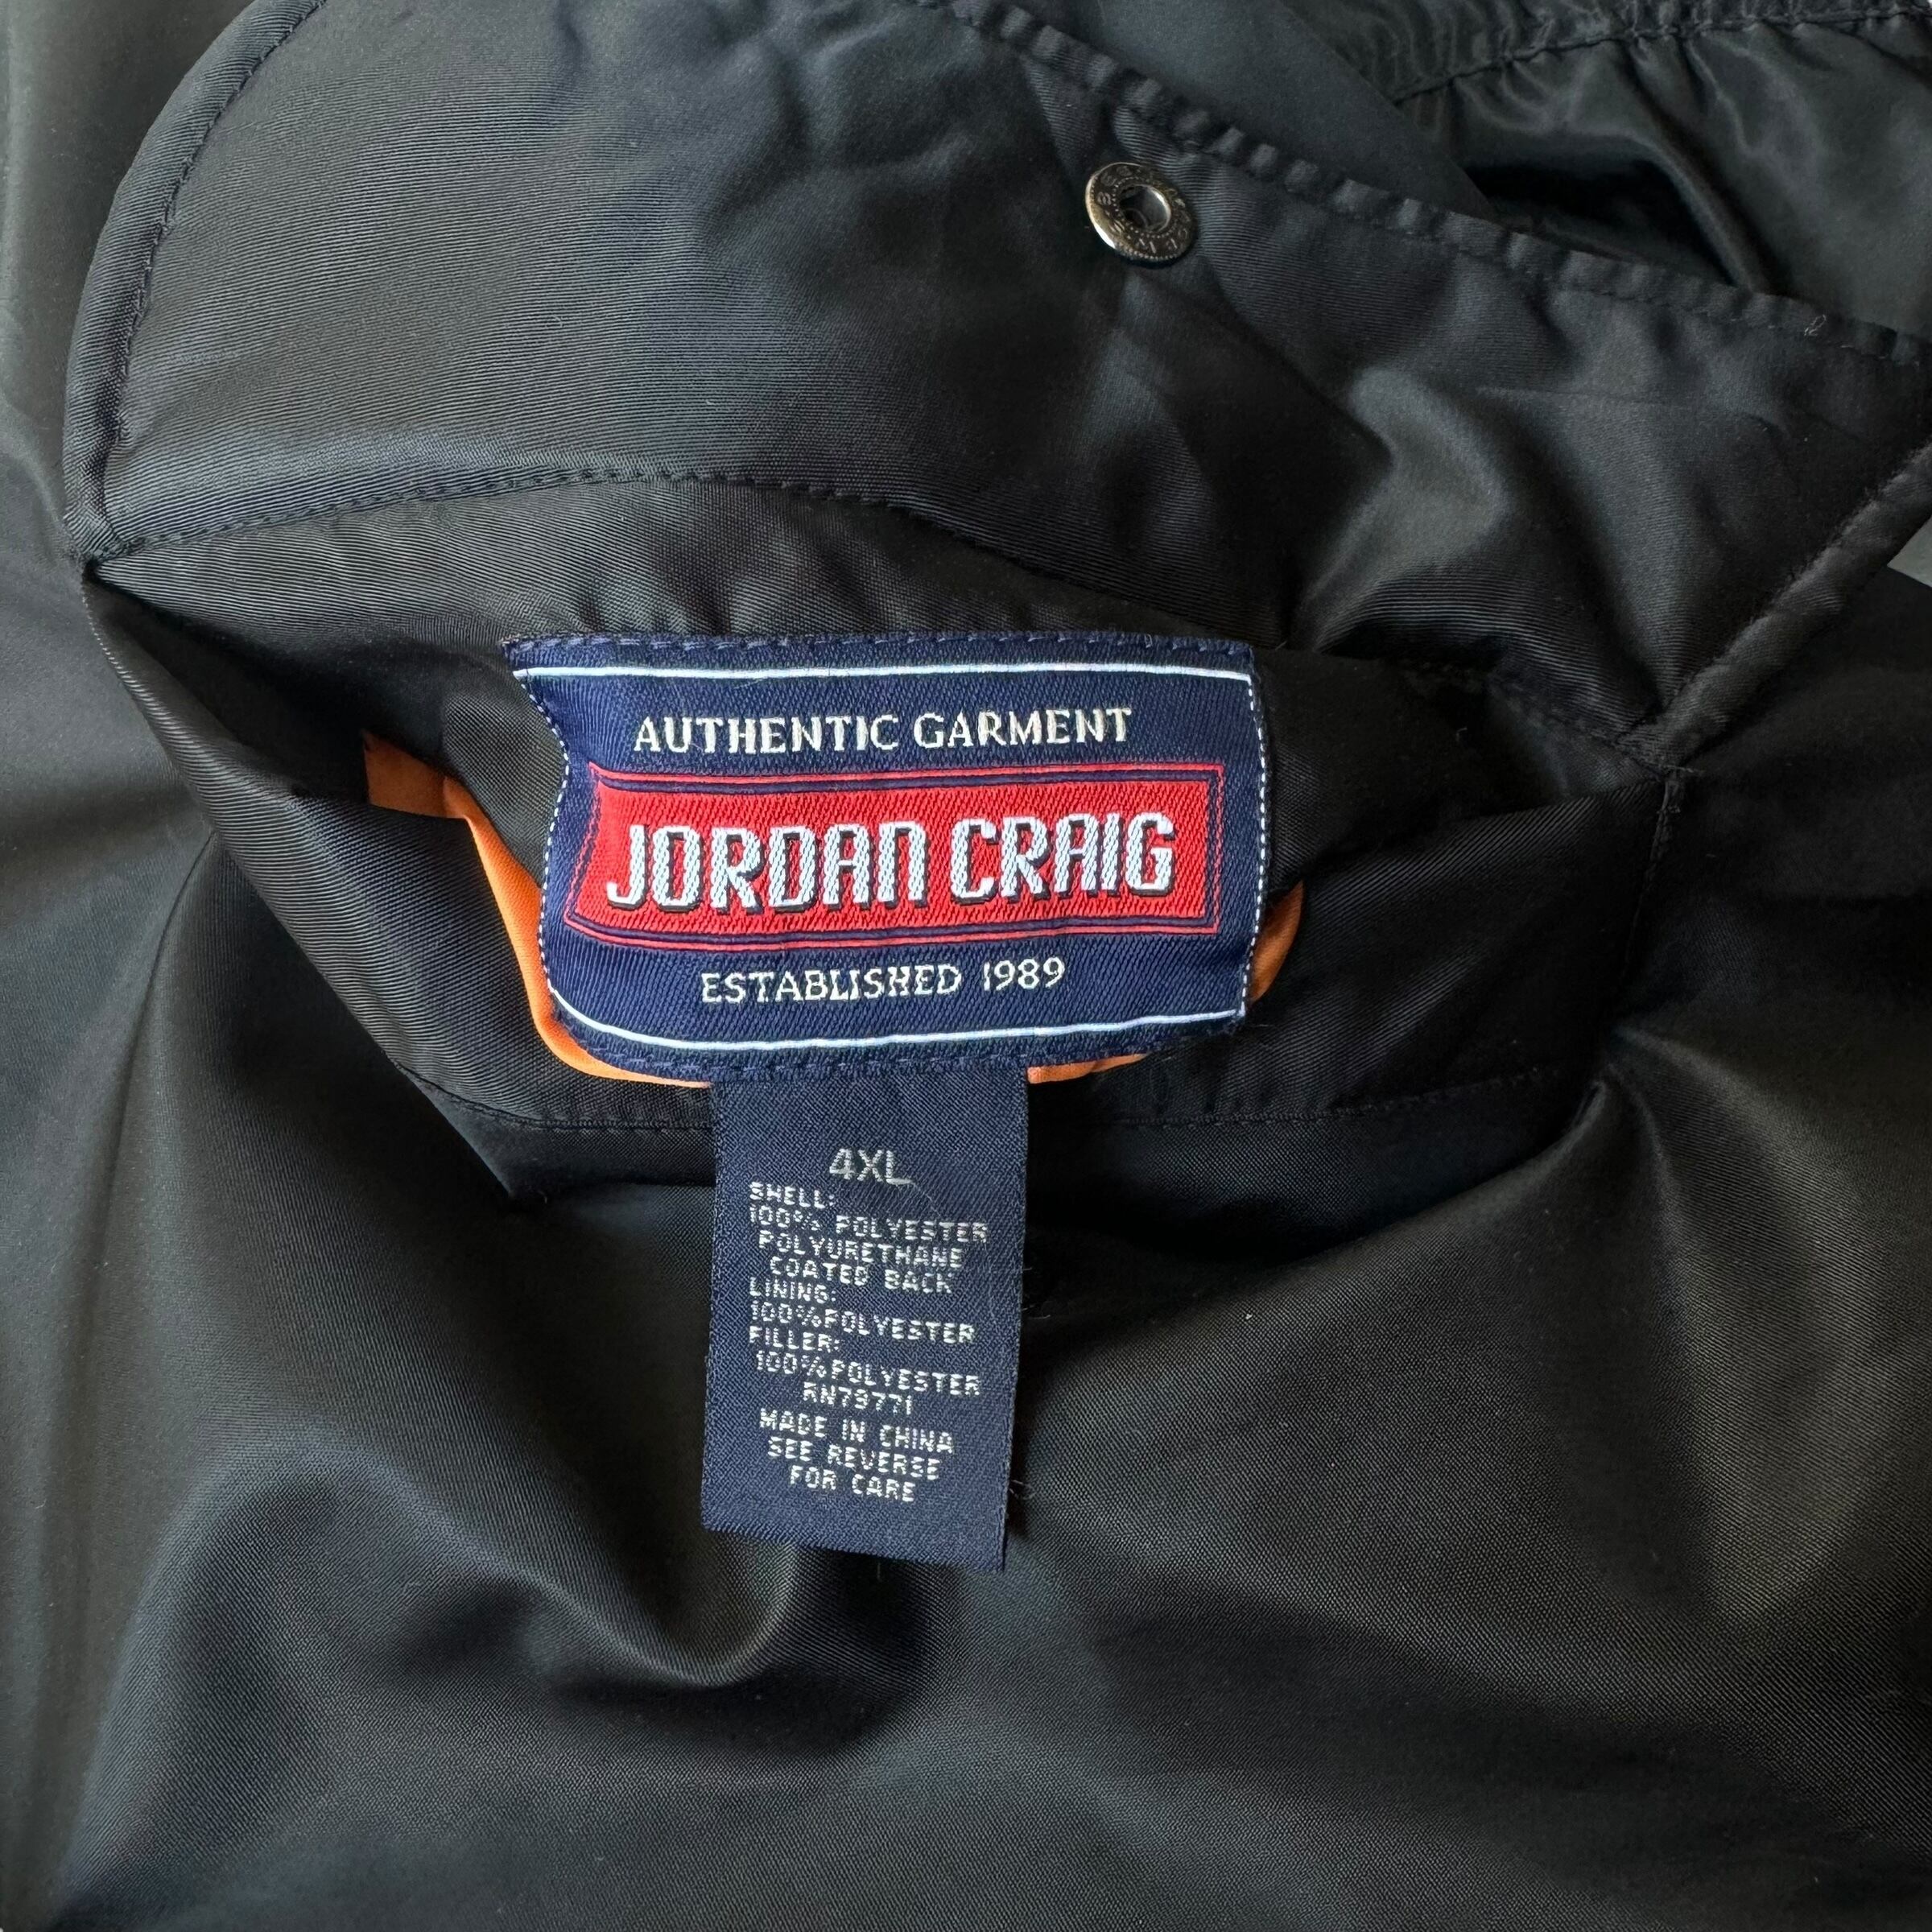 AUTHENTIC GARMENT
JORDAN CRAIG
ESTABLISHED 1989
4XL
SHELL:
100% POLYESTER
POLYURETHANE
COATED BACK
LINING:
100%POLYESTER
FILLER:
100%POLYESTER
RN79771
MADE IN CHINA
SEE REVERSE
FOR CARE